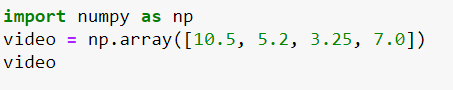 import numpy as np
video = np.array([10.5, 5.2, 3.25, 7.0])
video